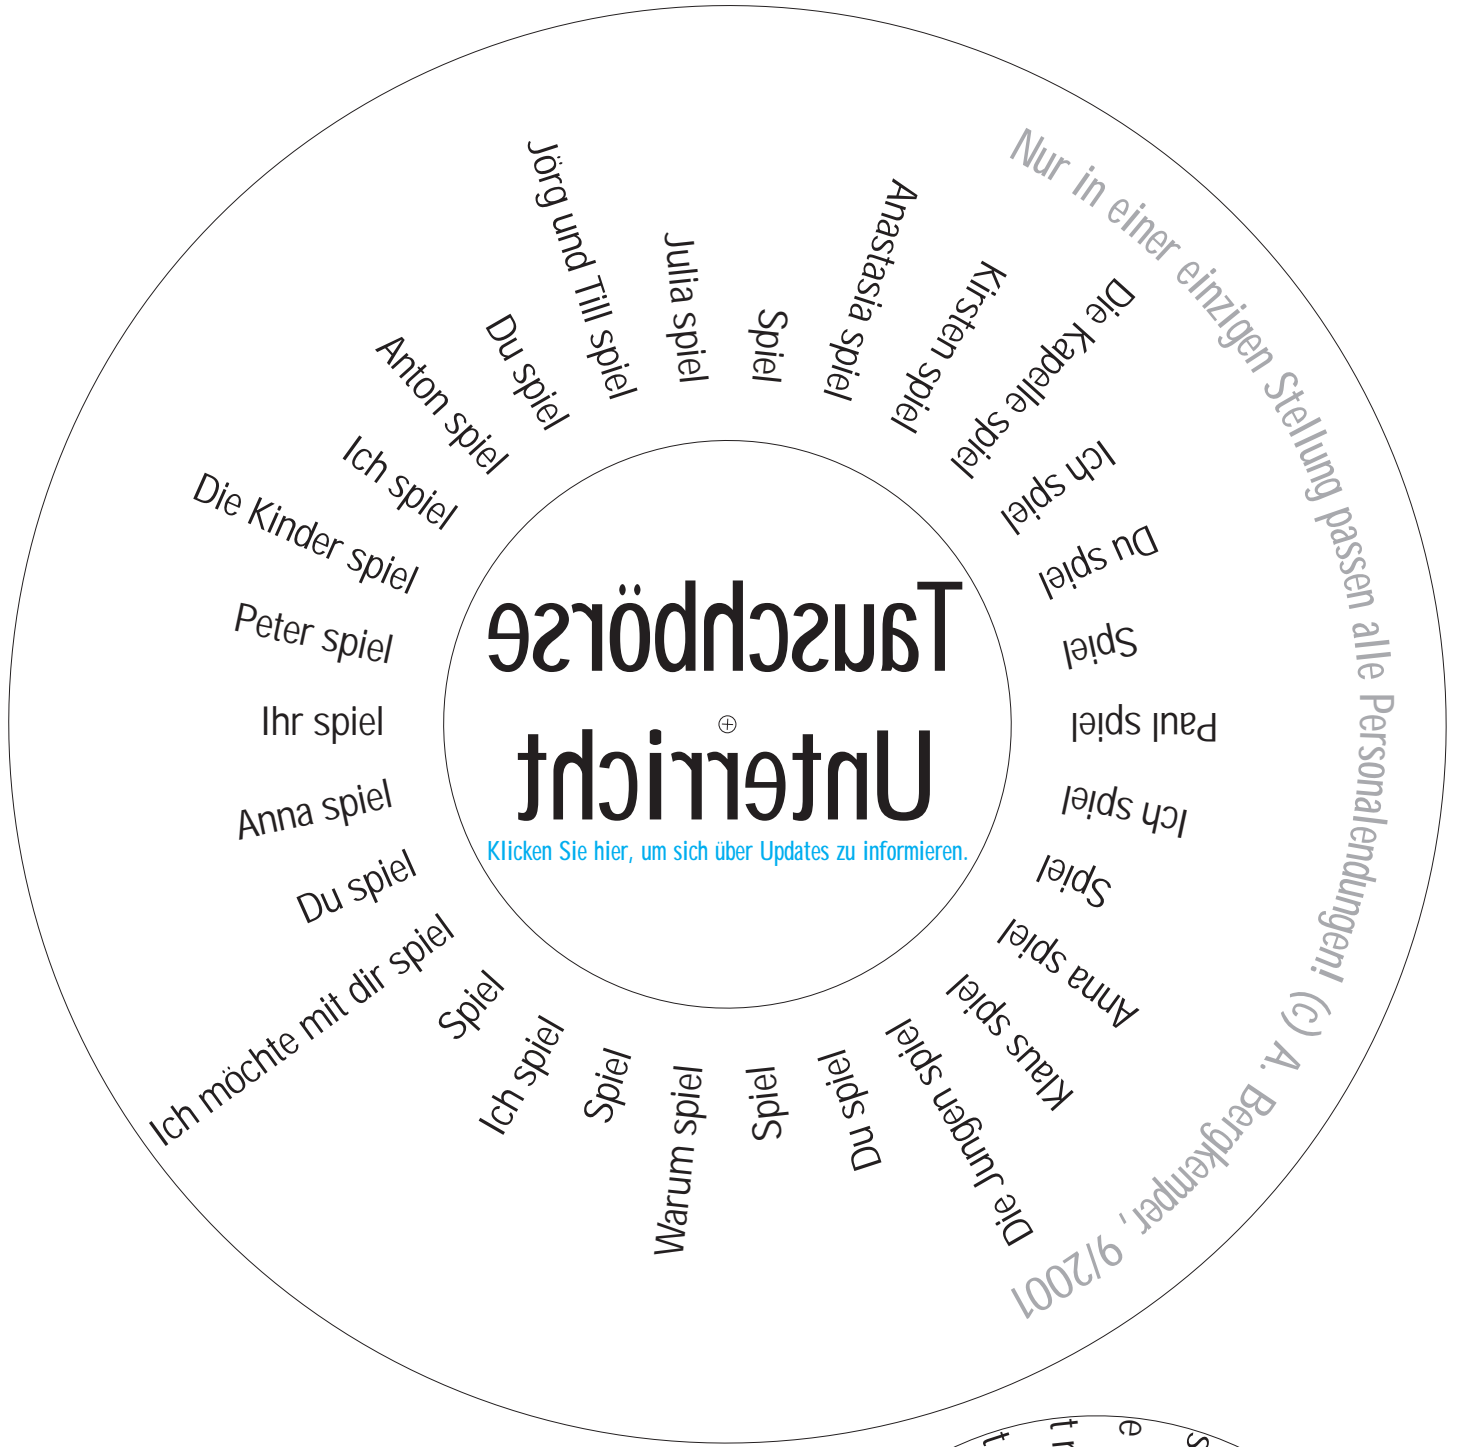 Nur in einer einzigen Stellung passen alle Personalendungen! (c) A. Bergkemper, 9/2001
Jörg und Till spiel
Julia spiel
Spiel
Anastasia spiel
Kirsten spiel
Die Kapelle spiel
Ich spiel
Du spiel
Spiel
Paul spiel
Ich spiel
Spiel
Anna spiel
Klaus spiel
Die Jungen spiel
Du spiel
Spiel
Warum spiel
Spiel
Ich spiel
Spiel
Ich möchte mit dir spiel
Du spiel
Anna spiel
Ihr spiel
Peter spiel
Die Kinder spiel
Ich spiel
Anton spiel
Du spiel
Tauschbörse
Unterricht
Klicken Sie hier, um sich über Updates zu informieren.
t
t
e
s